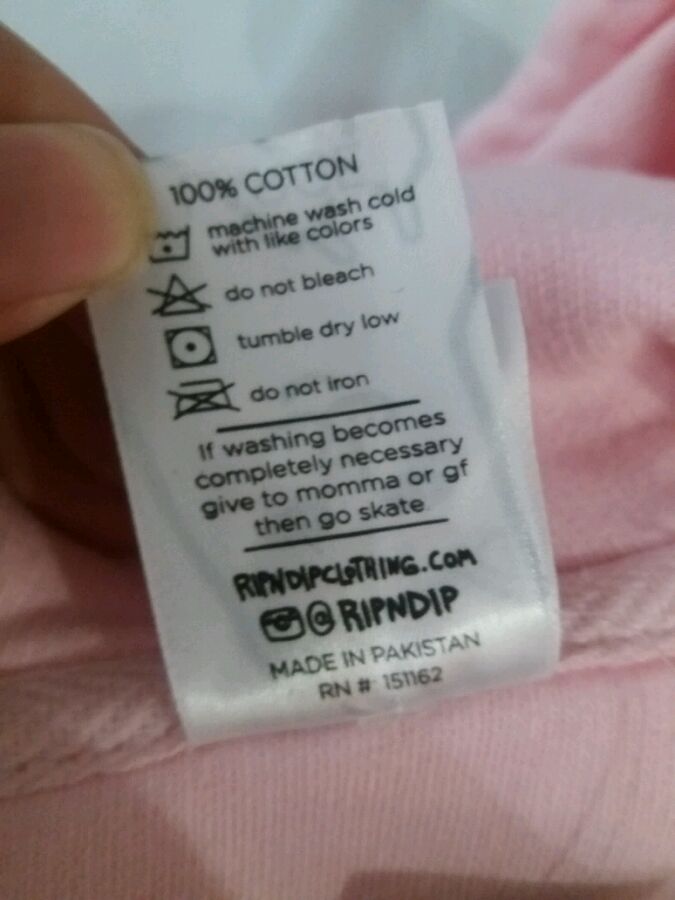 100% COTTON
machine wash cold
with like colors
do not bleach
tumble dry low
do not iron
If washing becomes
completely necessary
give to momma or gf
then go skate
RIPNDIPCLOTHING.COM
@RIPNDIP
MADE IN PAKISTAN
RN # 151162